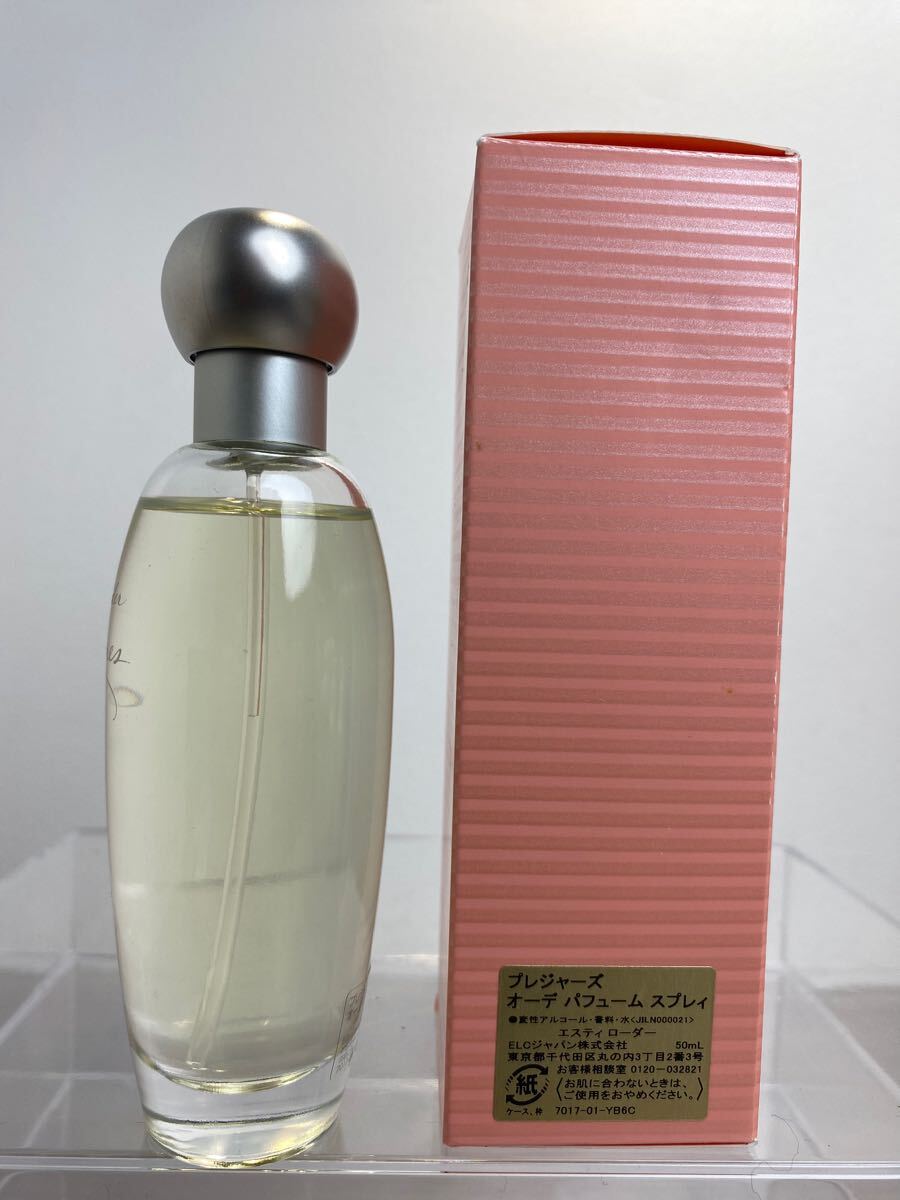 プレジャーズ
オーデ パフューム スプレィ
●変性アルコール・香料・水<JILN000021>
エスティ ローダー
ELCジャパン株式会社 50mL
東京都千代田区丸の内3丁目2番3号
お客様相談室 0120-032821
紙
〈お肌に合わないときは、
ご使用をおやめください。〉
ケース、枠 7017-01-YB6C